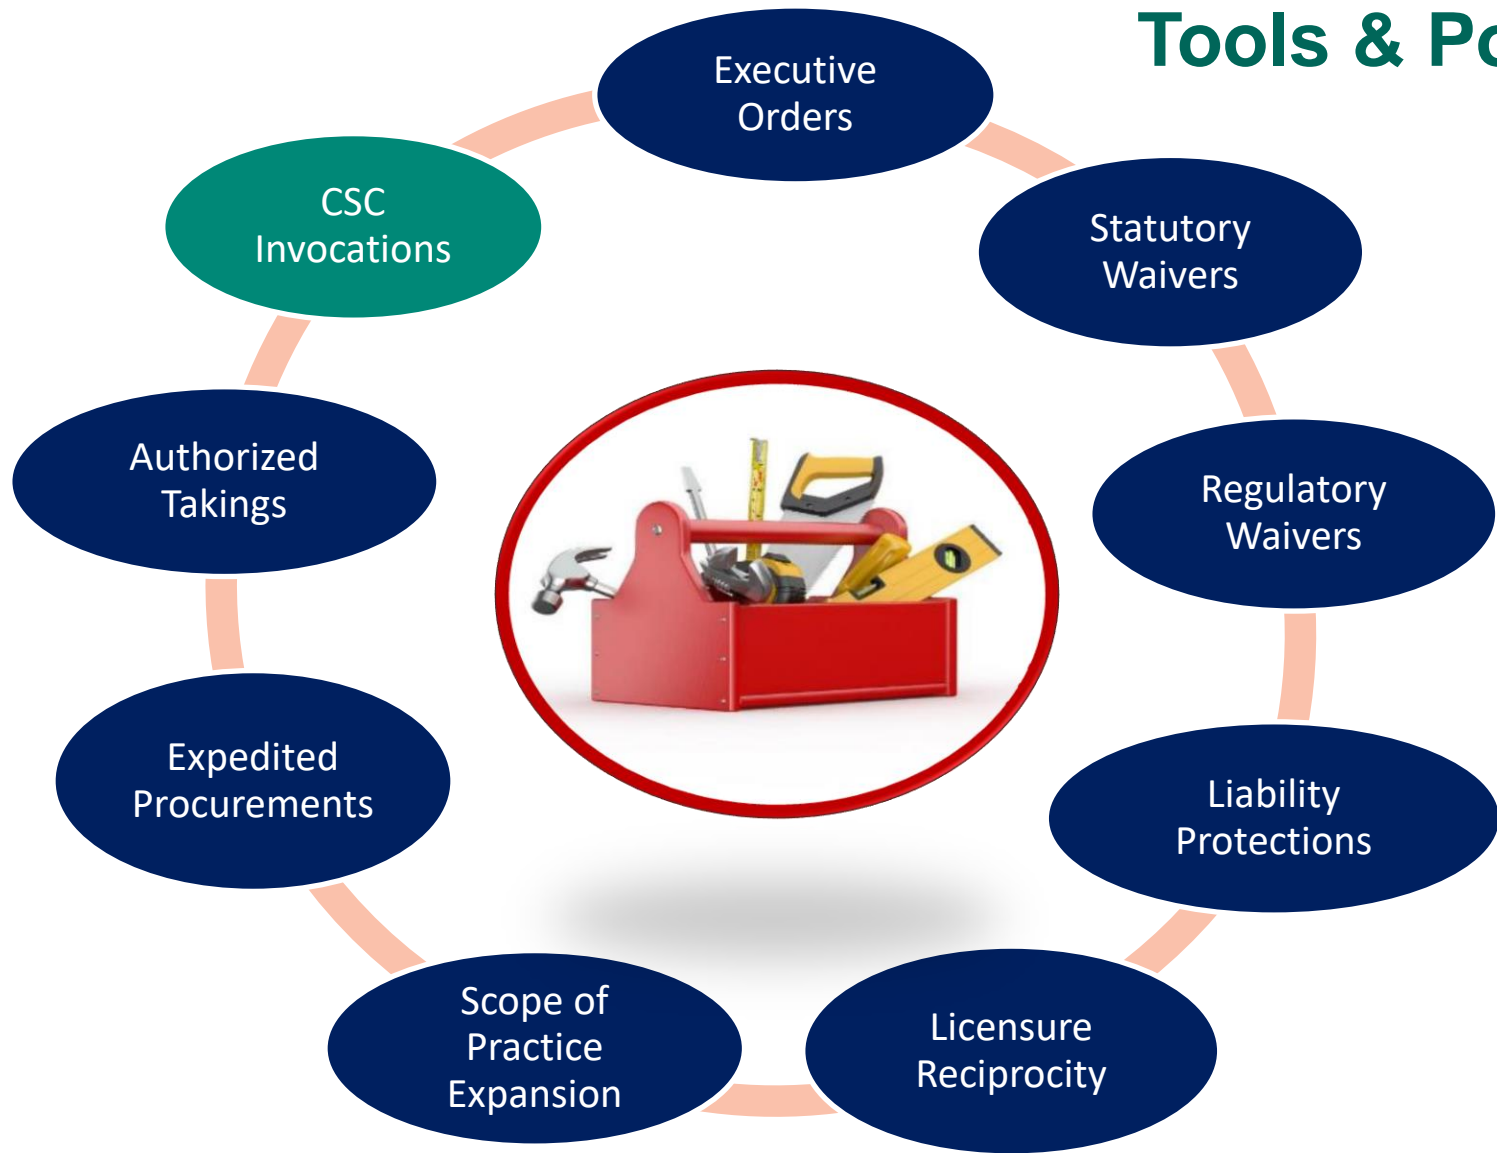 Tools &
Executive
Orders
Statutory
Waivers
Regulatory
Waivers
Liability
Protections
Licensure
Reciprocity
Scope of
Practice
Expansion
Expedited
Procurements
Authorized
Takings
CSC
Invocations